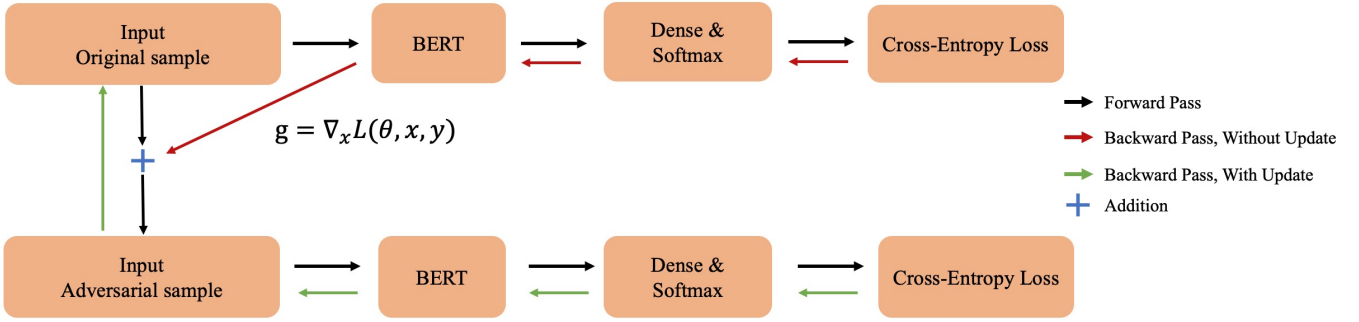 Input
Original sample
BERT
Dense &
Softmax
Cross-Entropy Loss
g = ∇ₓL(θ, x, y)
Forward Pass
Backward Pass, Without Update
Backward Pass, With Update
Addition
Input
Adversarial sample
BERT
Dense &
Softmax
Cross-Entropy Loss